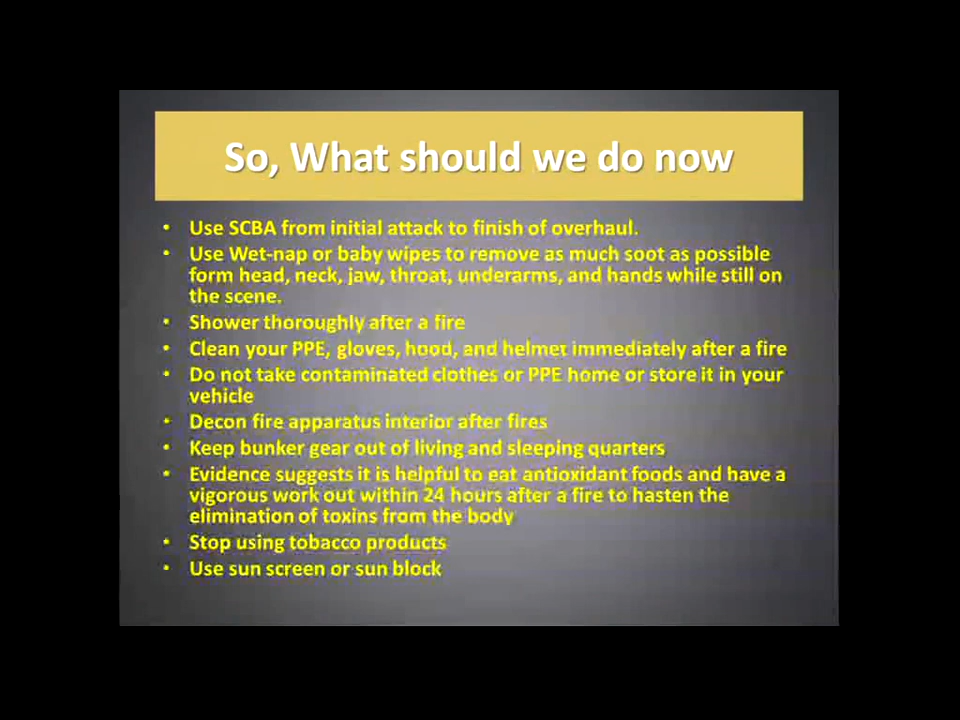 So, What should we do now
• Use SCBA from initial attack to finish of overhaul.
• Use Wet-nap or baby wipes to remove as much soot as possible
form head, neck, jaw, throat, underarms, and hands while still on
the scene.
• Shower thoroughly after a fire
• Clean your PPE, gloves, hood, and helmet immediately after a fire
• Do not take contaminated clothes or PPE home or store it in your
vehicle
• Decon fire apparatus interior after fires
• Keep bunker gear out of living and sleeping quarters
• Evidence suggests it is helpful to eat antioxidant foods and have a
vigorous work out within 24 hours after a fire to hasten the
elimination of toxins from the body
• Stop using tobacco products
• Use sun screen or sun block